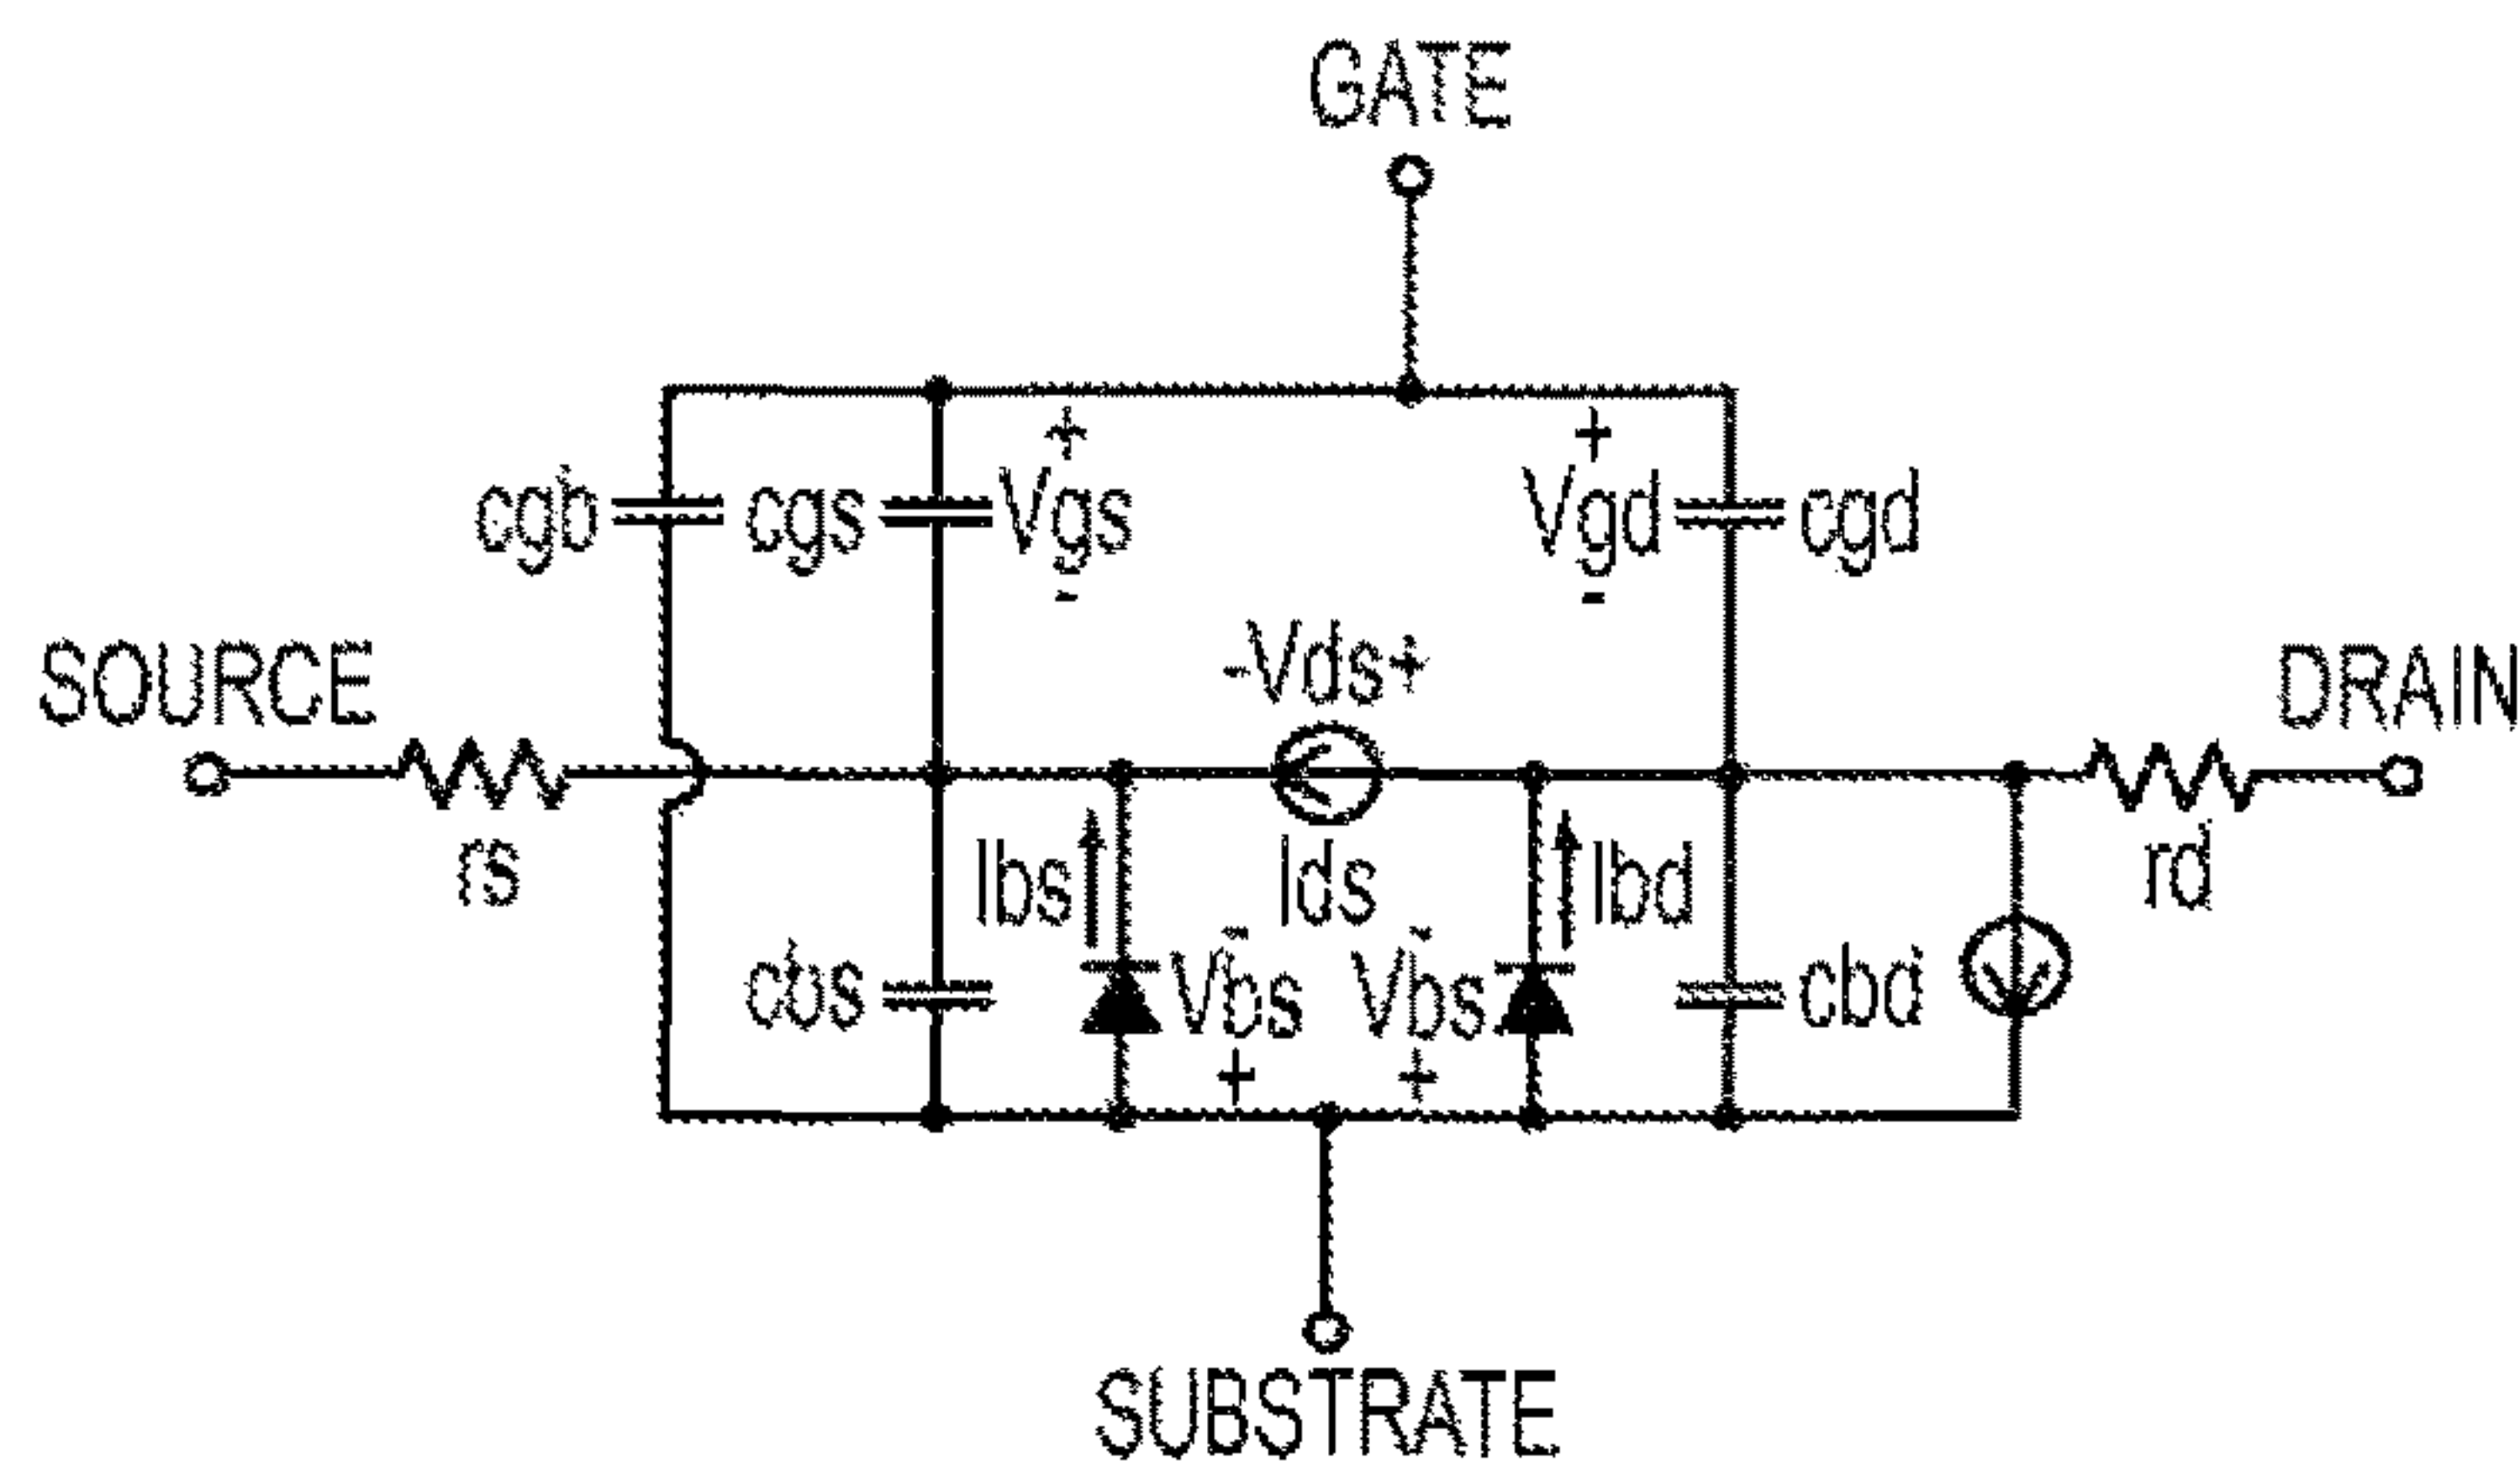 GATE
+ +
cgb cgs Vgs Vgd cgd
- -
SOURCE -Vds+ DRAIN
rs Ibs Ids Ibd rd
- -
cbs Vbs Vbs cbd
+ +
SUBSTRATE